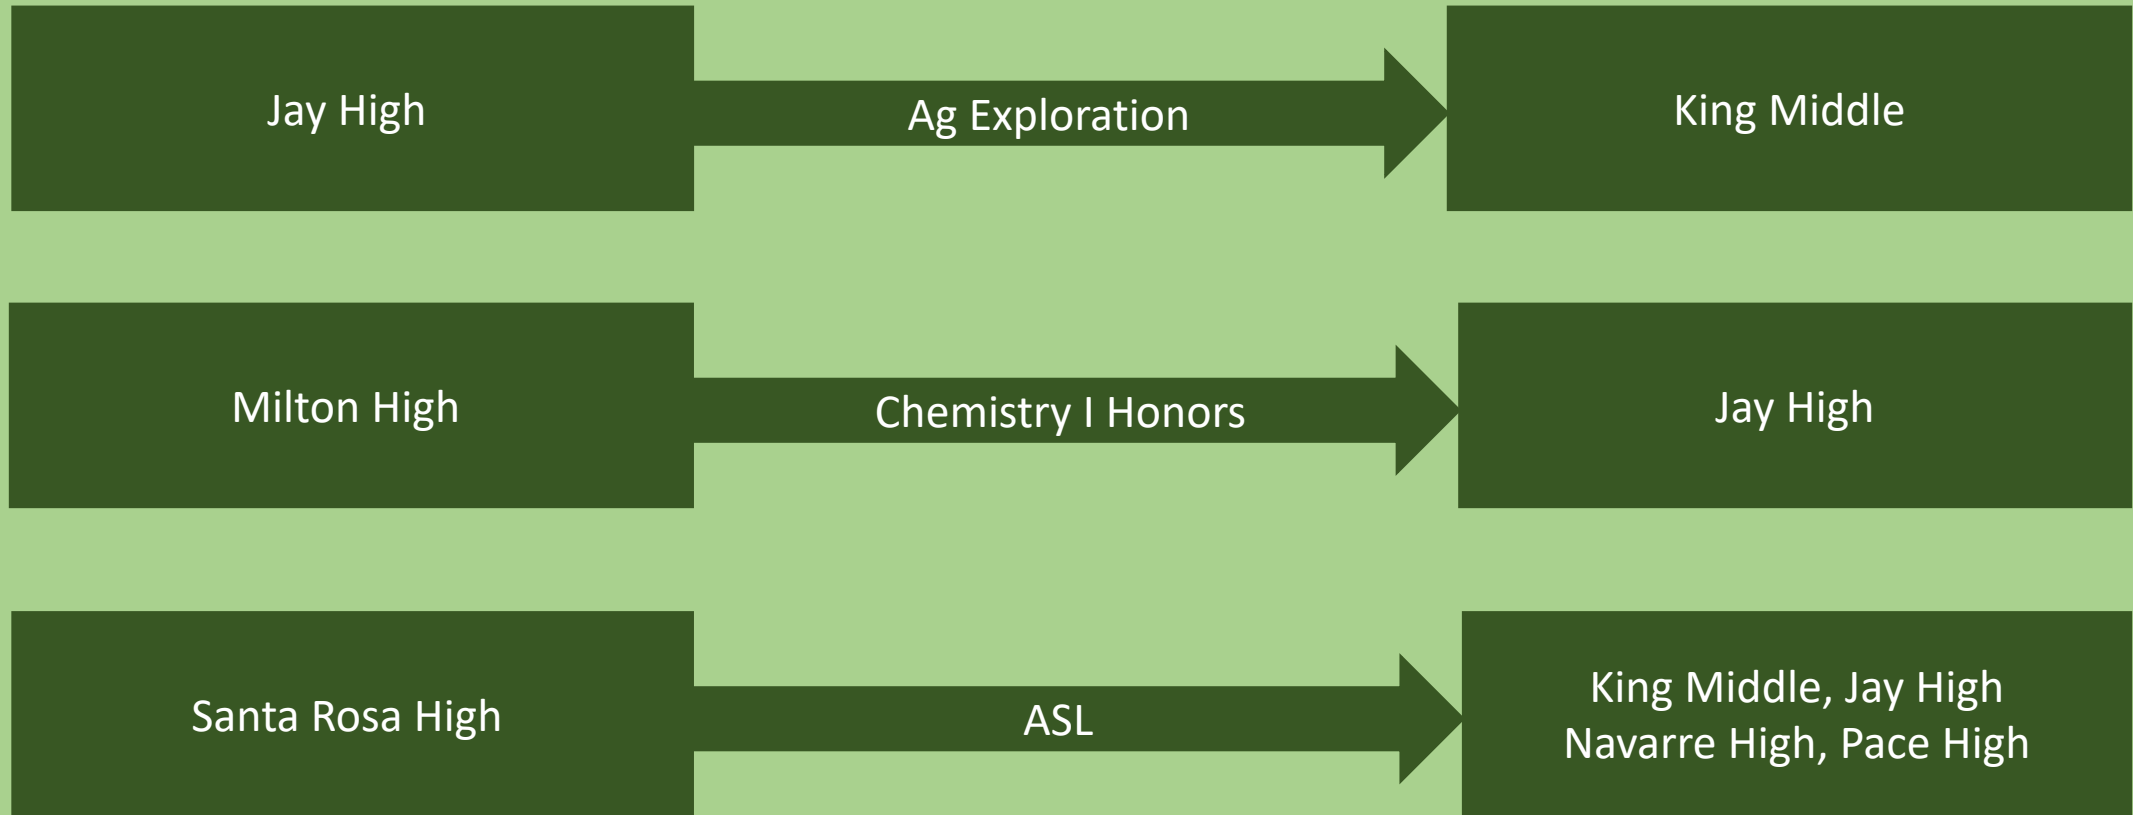 Jay High
Ag Exploration
King Middle
Milton High
Chemistry I Honors
Jay High
Santa Rosa High
ASL
King Middle, Jay High
Navarre High, Pace High